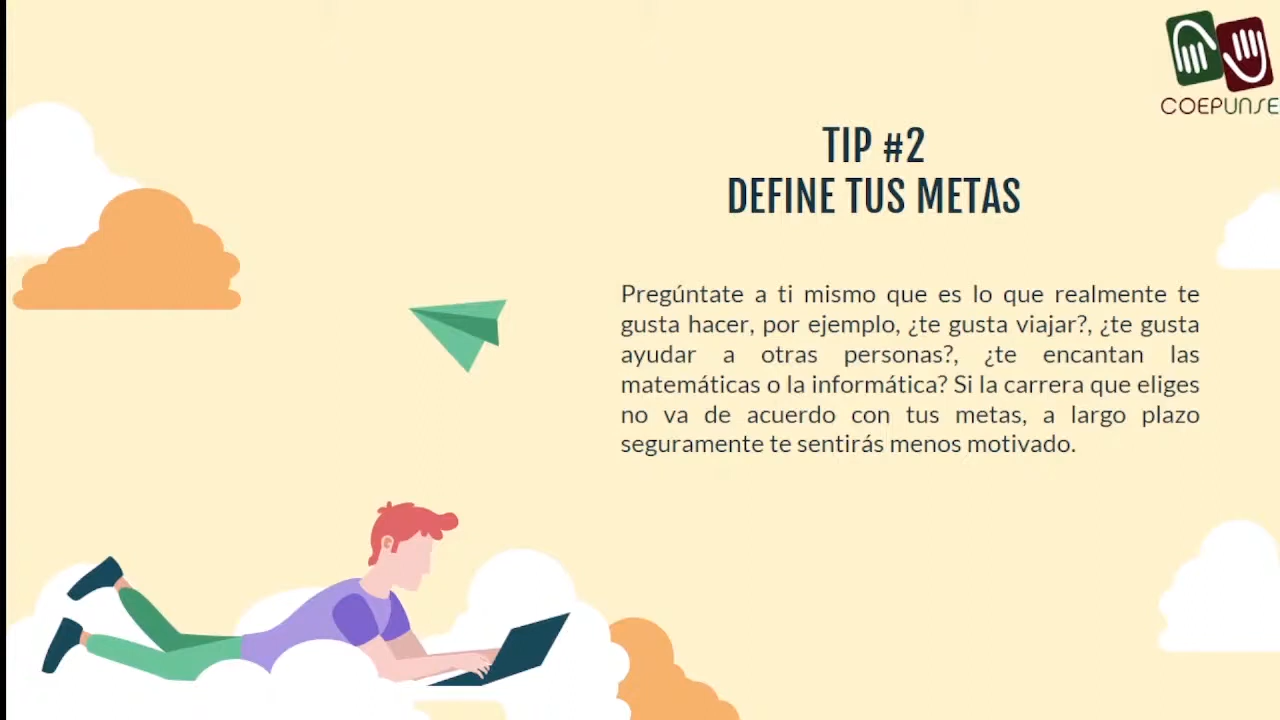 COEPUNSE
TIP #2
DEFINE TUS METAS
Pregúntate a ti mismo que es lo que realmente te
gusta hacer, por ejemplo, ¿te gusta viajar?, ¿te gusta
ayudar a otras personas?, ¿te encantan las
matemáticas o la informática? Si la carrera que eliges
no va de acuerdo con tus metas, a largo plazo
seguramente te sentirás menos motivado.